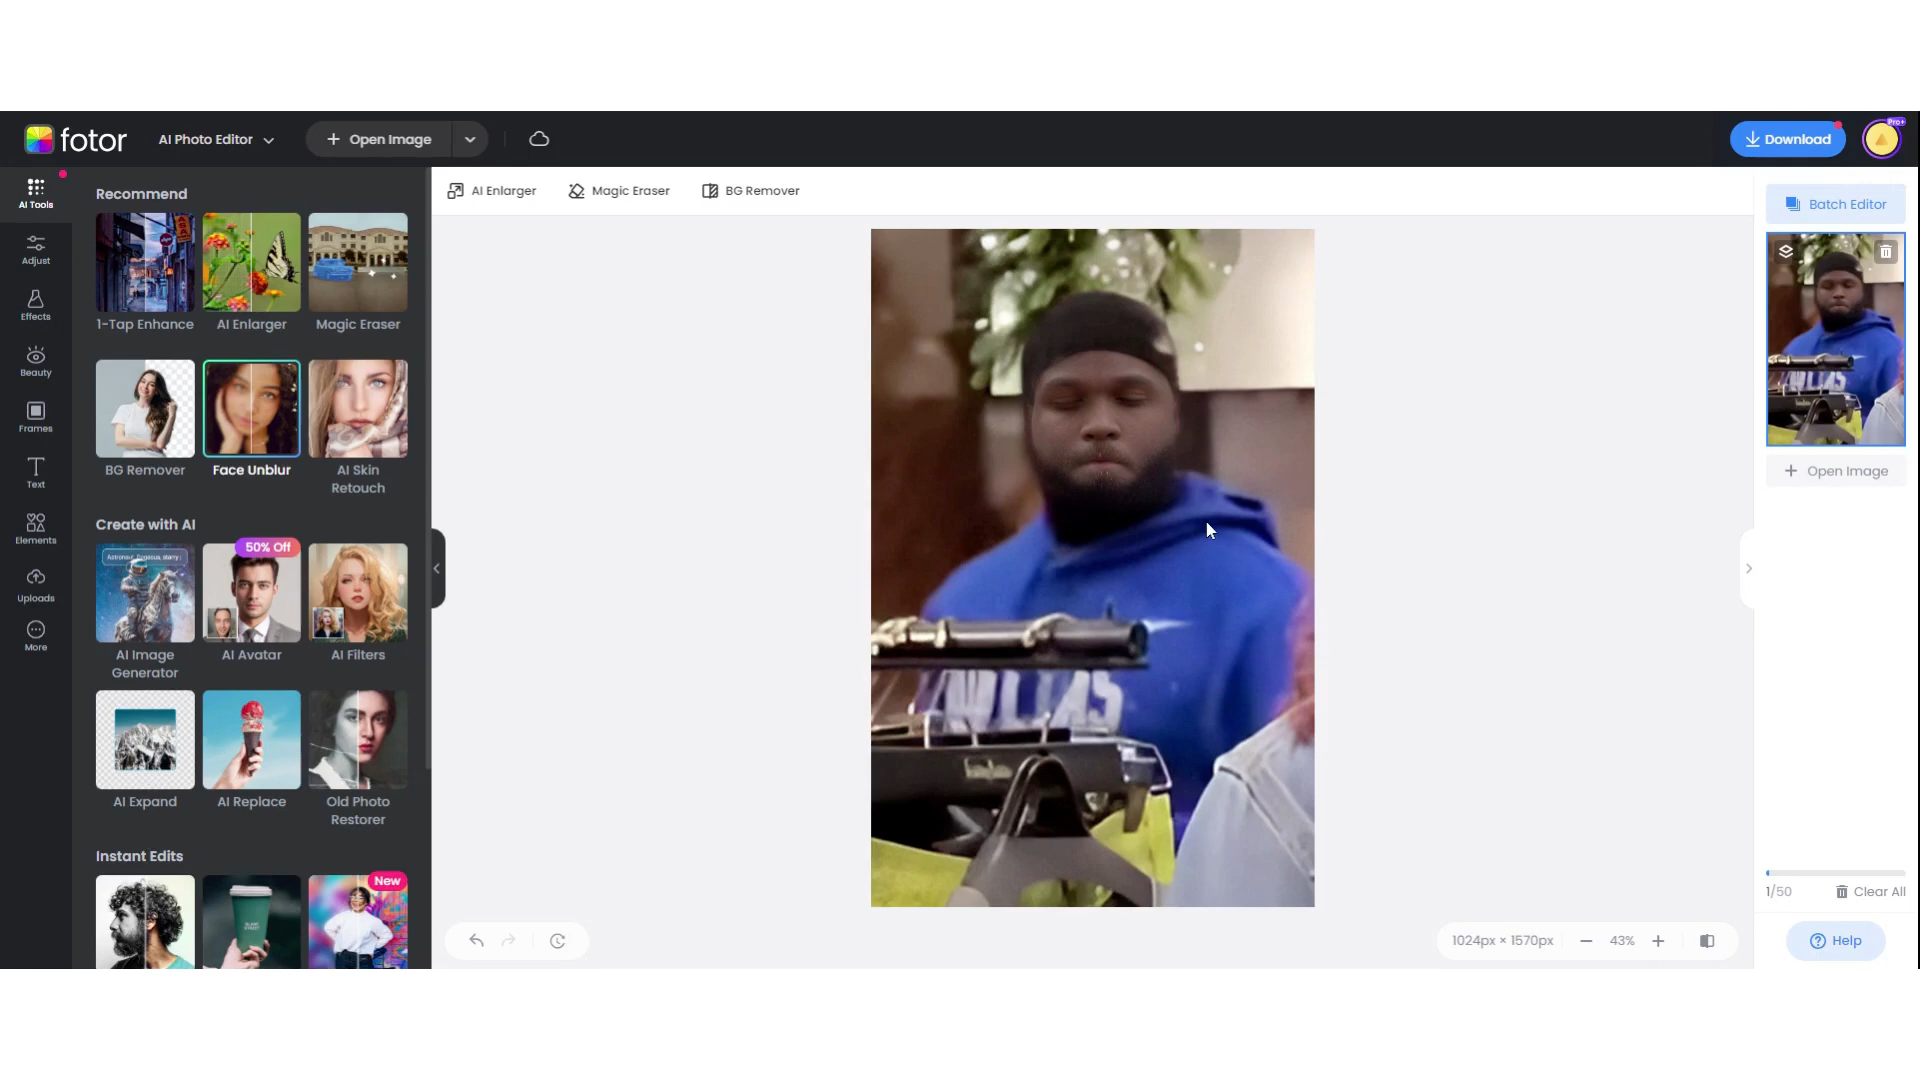 fotor
AI Photo Editor
Open Image
Download
Pro+
AI Tools
Adjust
Effects
Beauty
Frames
Text
Elements
Uploads
More
Recommend
1-Tap Enhance
AI Enlarger
Magic Eraser
BG Remover
Face Unblur
AI Skin
Retouch
Create with AI
50% Off
AI Image
Generator
AI Avatar
AI Filters
AI Expand
AI Replace
Old Photo
Restorer
Instant Edits
New
AI Enlarger
Magic Eraser
BG Remover
1024px × 1570px
43%
Batch Editor
Open Image
1/50
Clear All
Help